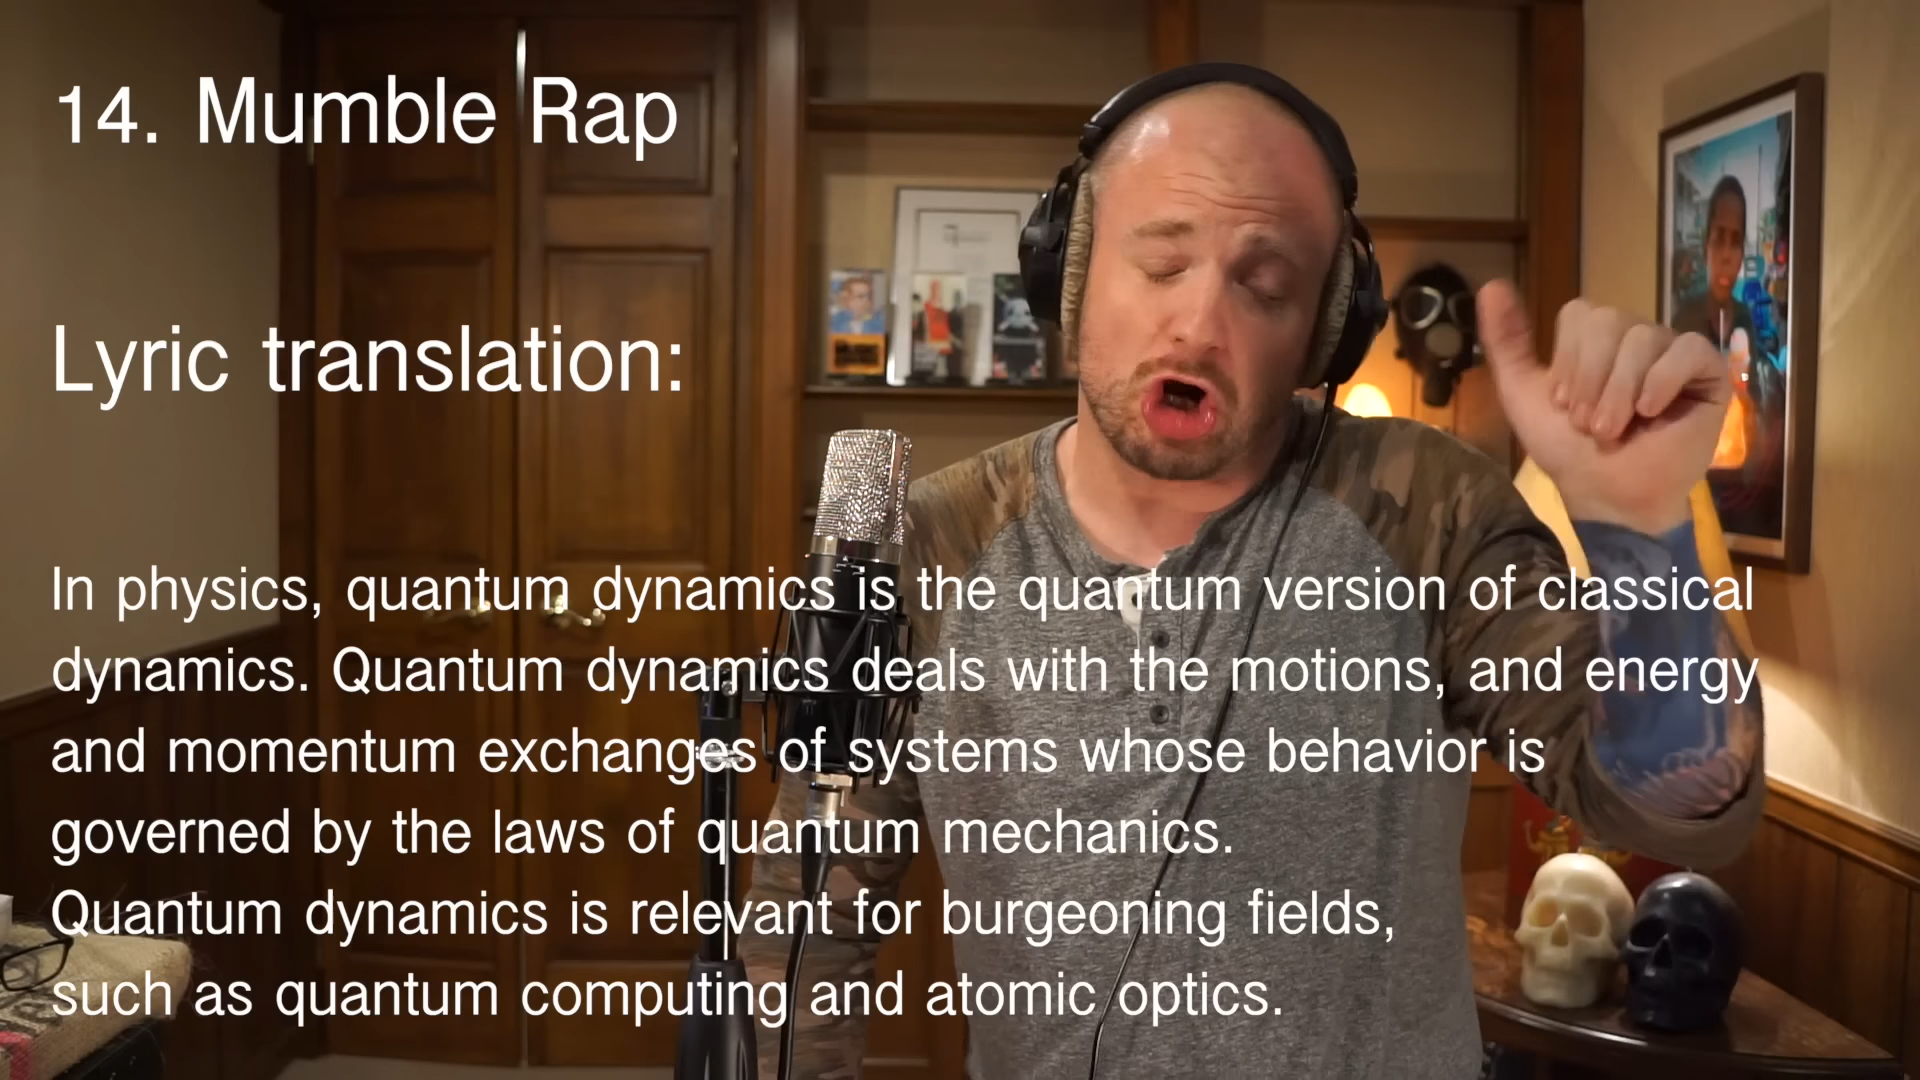 14. Mumble Rap
Lyric translation:
In physics, quantum dynamics is the quantum version of classical
dynamics. Quantum dynamics deals with the motions, and energy
and momentum exchanges of systems whose behavior is
governed by the laws of quantum mechanics.
Quantum dynamics is relevant for burgeoning fields,
such as quantum computing and atomic optics.